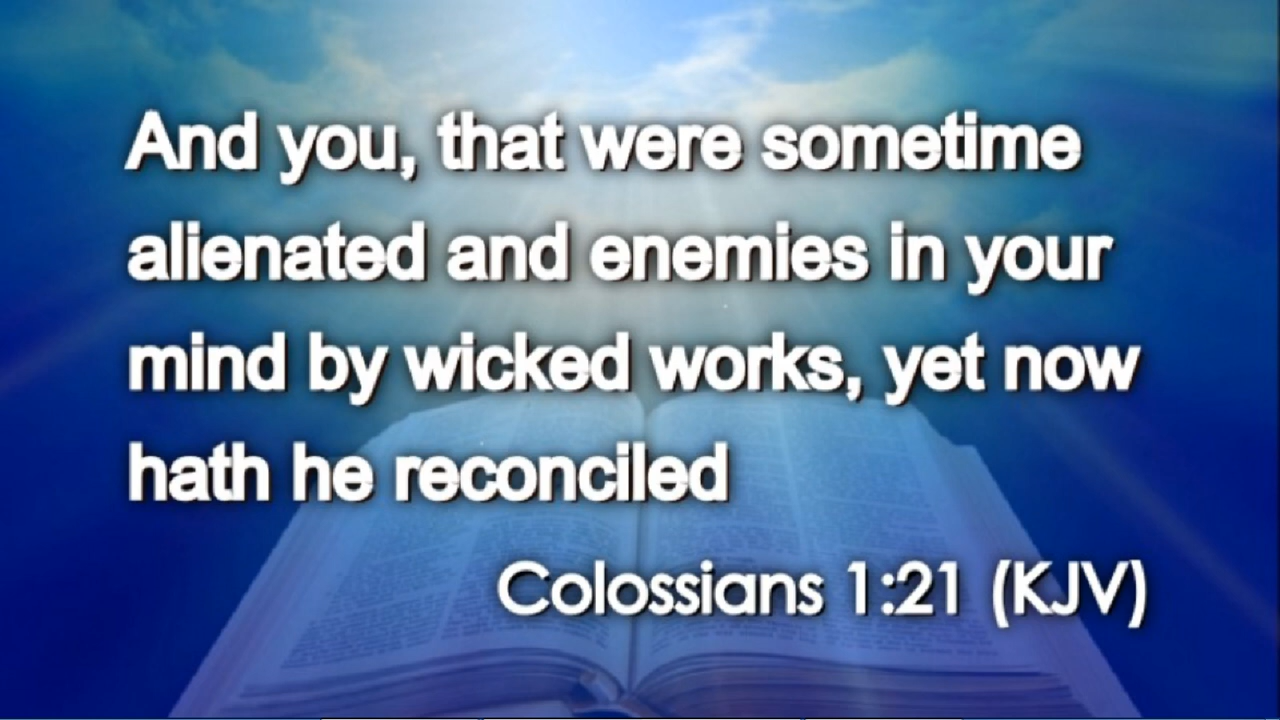 And you, that were sometime
alienated and enemies in your
mind by wicked works, yet now
hath he reconciled
Colossians 1:21 (KJV)